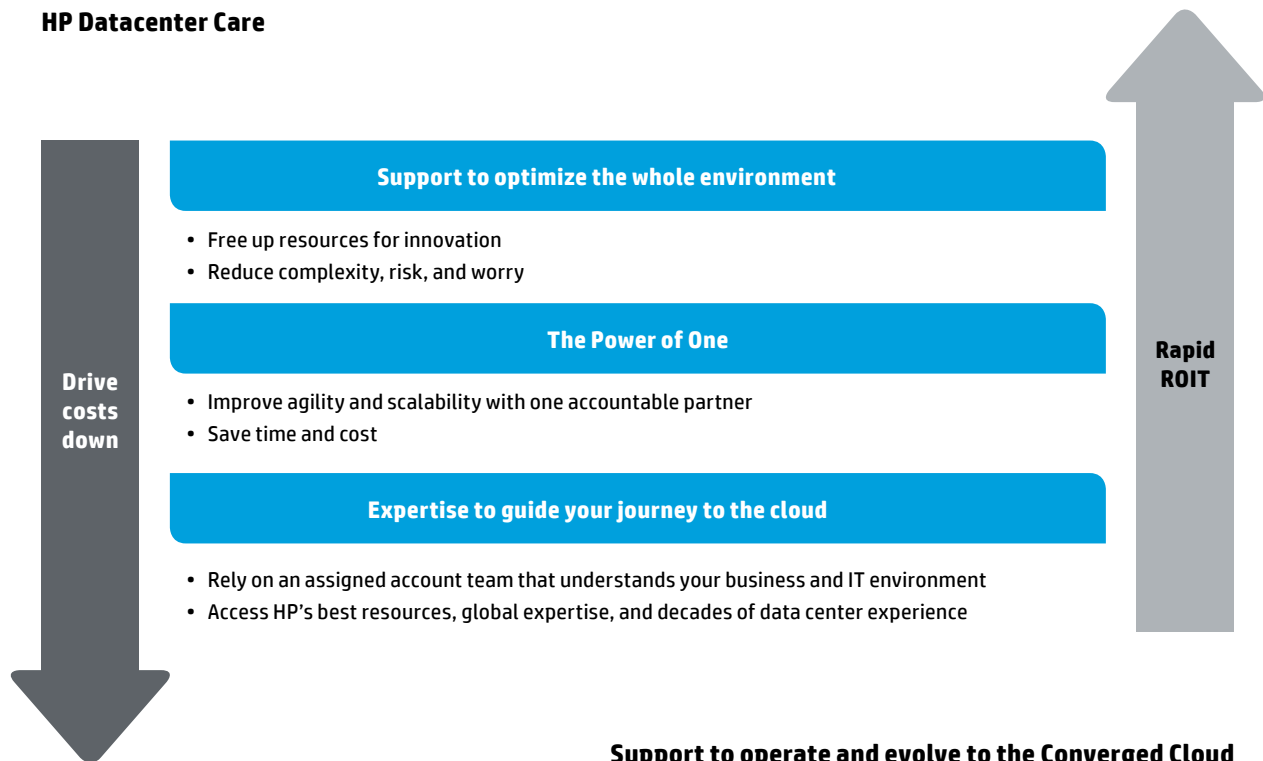 HP Datacenter Care
Support to optimize the whole environment
• Free up resources for innovation
• Reduce complexity, risk, and worry
The Power of One
• Improve agility and scalability with one accountable partner
• Save time and cost
Expertise to guide your journey to the cloud
• Rely on an assigned account team that understands your business and IT environment
• Access HP's best resources, global expertise, and decades of data center experience
Drive
costs
down
Rapid
ROIT
Support to operate and evolve to the Converged Cloud